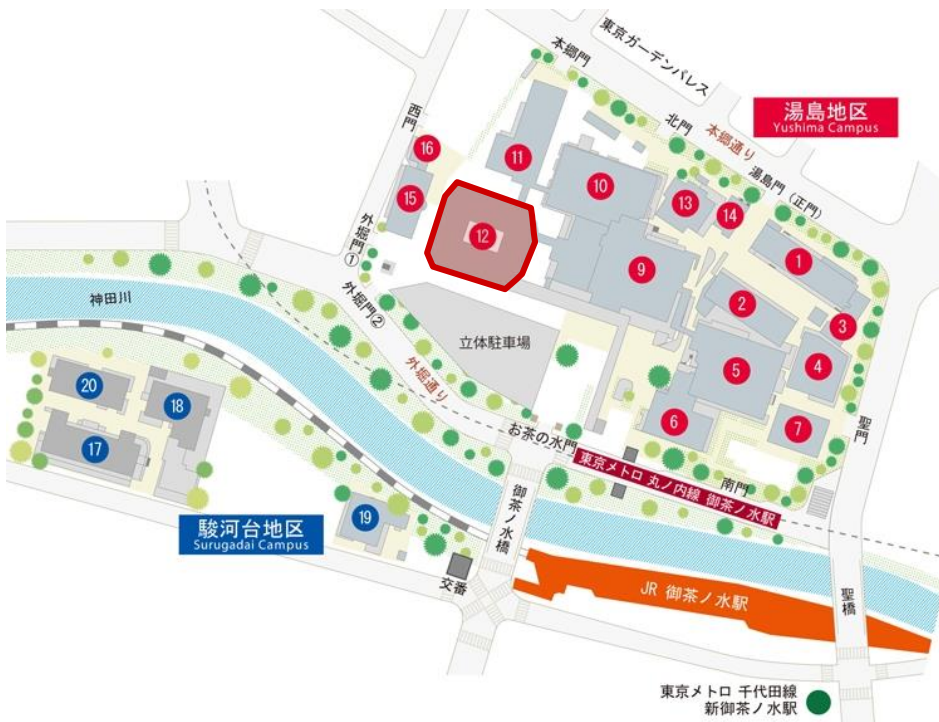 東京ガーデンパレス
本郷門
湯島地区
Yushima Campus
西門
北門
本郷通り
湯島門(正門)
16
11
10
15
13
14
12
外堀門①
1
9
2
神田川
外堀門②
3
立体駐車場
4
5
外堀通り
20
18
6
7
聖門
お茶の水門
17
東京メトロ 丸ノ内線 御茶ノ水駅
南門
19
御茶ノ水橋
駿河台地区
Surugadai Campus
交番
JR 御茶ノ水駅
聖橋
東京メトロ 千代田線
新御茶ノ水駅